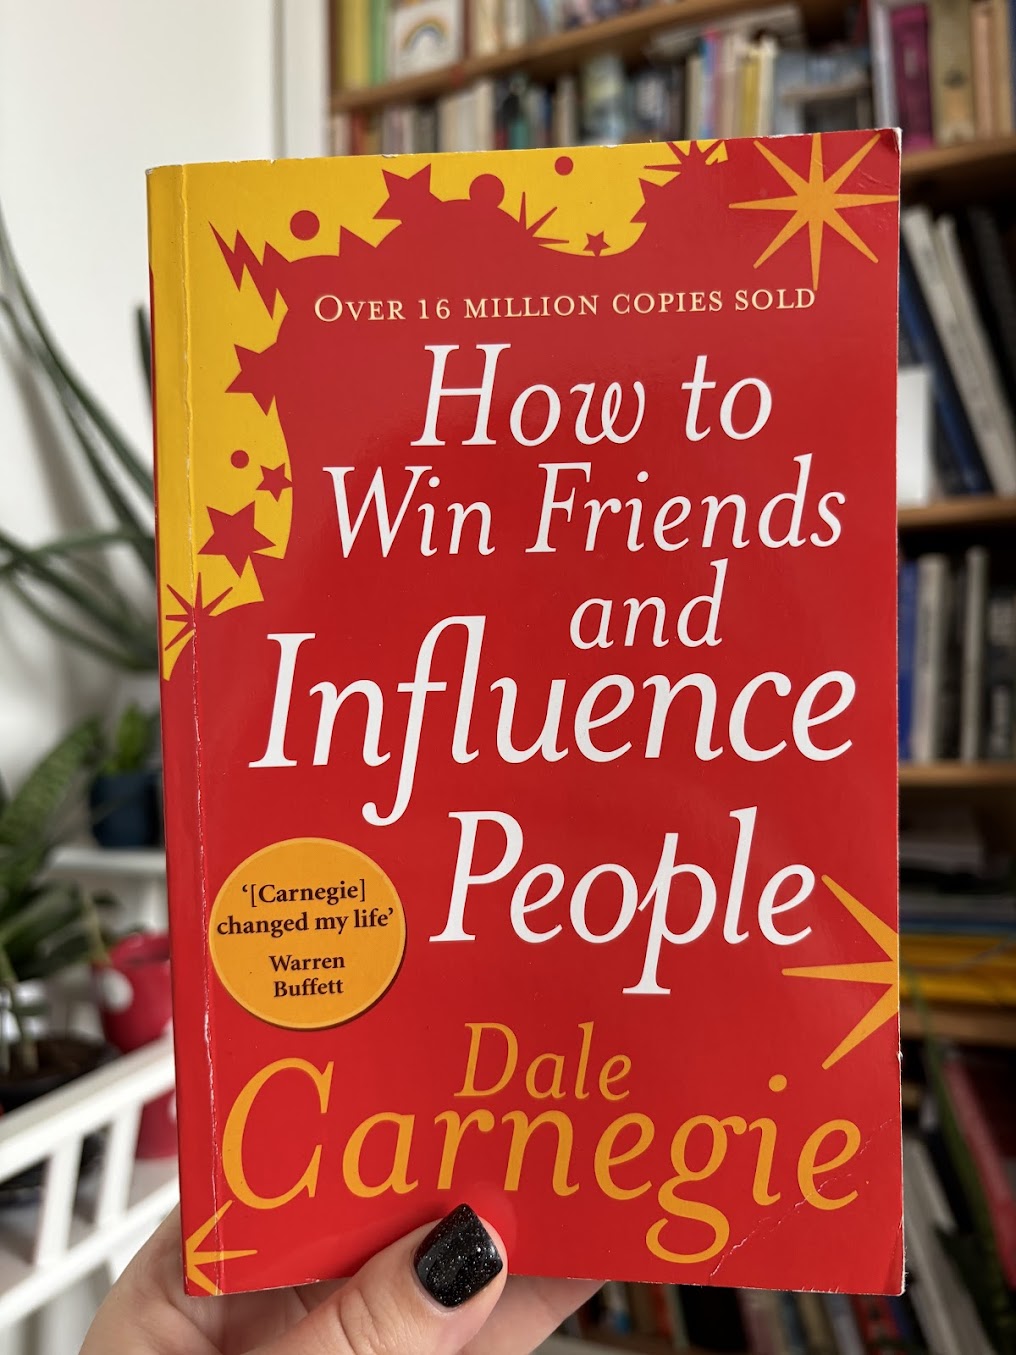 Over 16 million copies sold
How to
Win Friends
and
Influence
People
‘[Carnegie]
changed my life’
Warren
Buffett
Dale
Carnegie